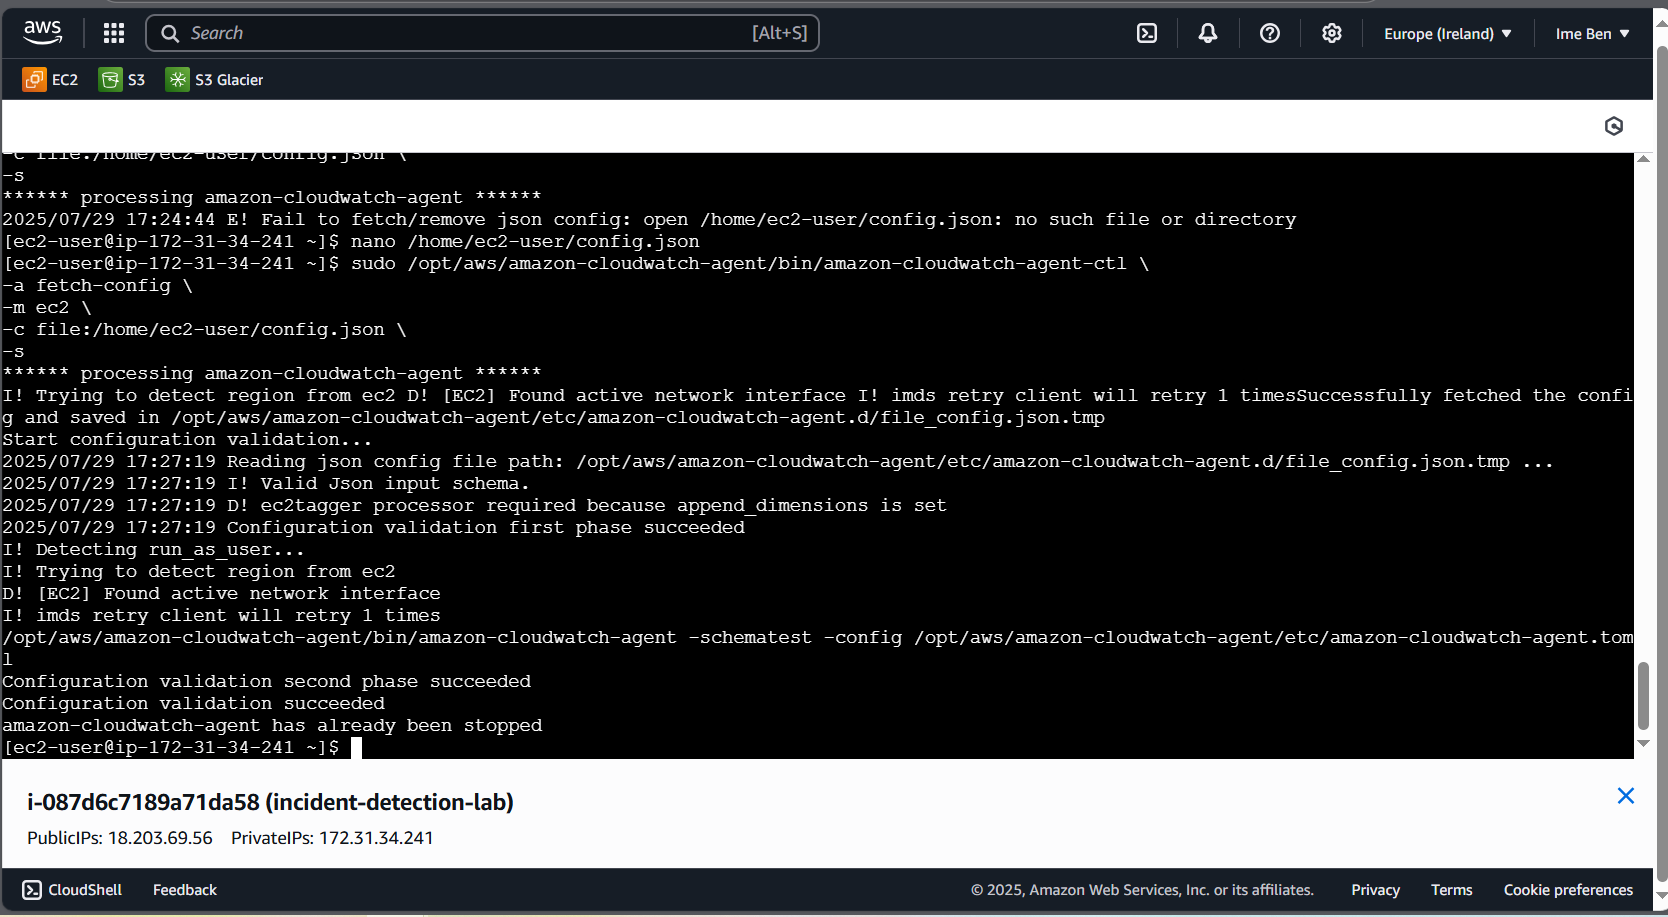 aws
Search
[Alt+S]
Europe (Ireland) ▼
Ime Ben ▼
EC2
S3
S3 Glacier
-c file:/home/ec2-user/config.json \
-s
****** processing amazon-cloudwatch-agent ******
2025/07/29 17:24:44 E! Fail to fetch/remove json config: open /home/ec2-user/config.json: no such file or directory
[ec2-user@ip-172-31-34-241 ~]$ nano /home/ec2-user/config.json
[ec2-user@ip-172-31-34-241 ~]$ sudo /opt/aws/amazon-cloudwatch-agent/bin/amazon-cloudwatch-agent-ctl \
-a fetch-config \
-m ec2 \
-c file:/home/ec2-user/config.json \
-s
****** processing amazon-cloudwatch-agent ******
I! Trying to detect region from ec2 D! [EC2] Found active network interface I! imds retry client will retry 1 timesSuccessfully fetched the confi
g and saved in /opt/aws/amazon-cloudwatch-agent/etc/amazon-cloudwatch-agent.d/file_config.json.tmp
Start configuration validation...
2025/07/29 17:27:19 Reading json config file path: /opt/aws/amazon-cloudwatch-agent/etc/amazon-cloudwatch-agent.d/file_config.json.tmp ...
2025/07/29 17:27:19 I! Valid Json input schema.
2025/07/29 17:27:19 D! ec2tagger processor required because append_dimensions is set
2025/07/29 17:27:19 Configuration validation first phase succeeded
I! Detecting run_as_user...
I! Trying to detect region from ec2
D! [EC2] Found active network interface
I! imds retry client will retry 1 times
/opt/aws/amazon-cloudwatch-agent/bin/amazon-cloudwatch-agent -schematest -config /opt/aws/amazon-cloudwatch-agent/etc/amazon-cloudwatch-agent.tom
l
Configuration validation second phase succeeded
Configuration validation succeeded
amazon-cloudwatch-agent has already been stopped
[ec2-user@ip-172-31-34-241 ~]$
i-087d6c7189a71da58 (incident-detection-lab)
PublicIPs: 18.203.69.56 PrivateIPs: 172.31.34.241
CloudShell
Feedback
© 2025, Amazon Web Services, Inc. or its affiliates.
Privacy
Terms
Cookie preferences